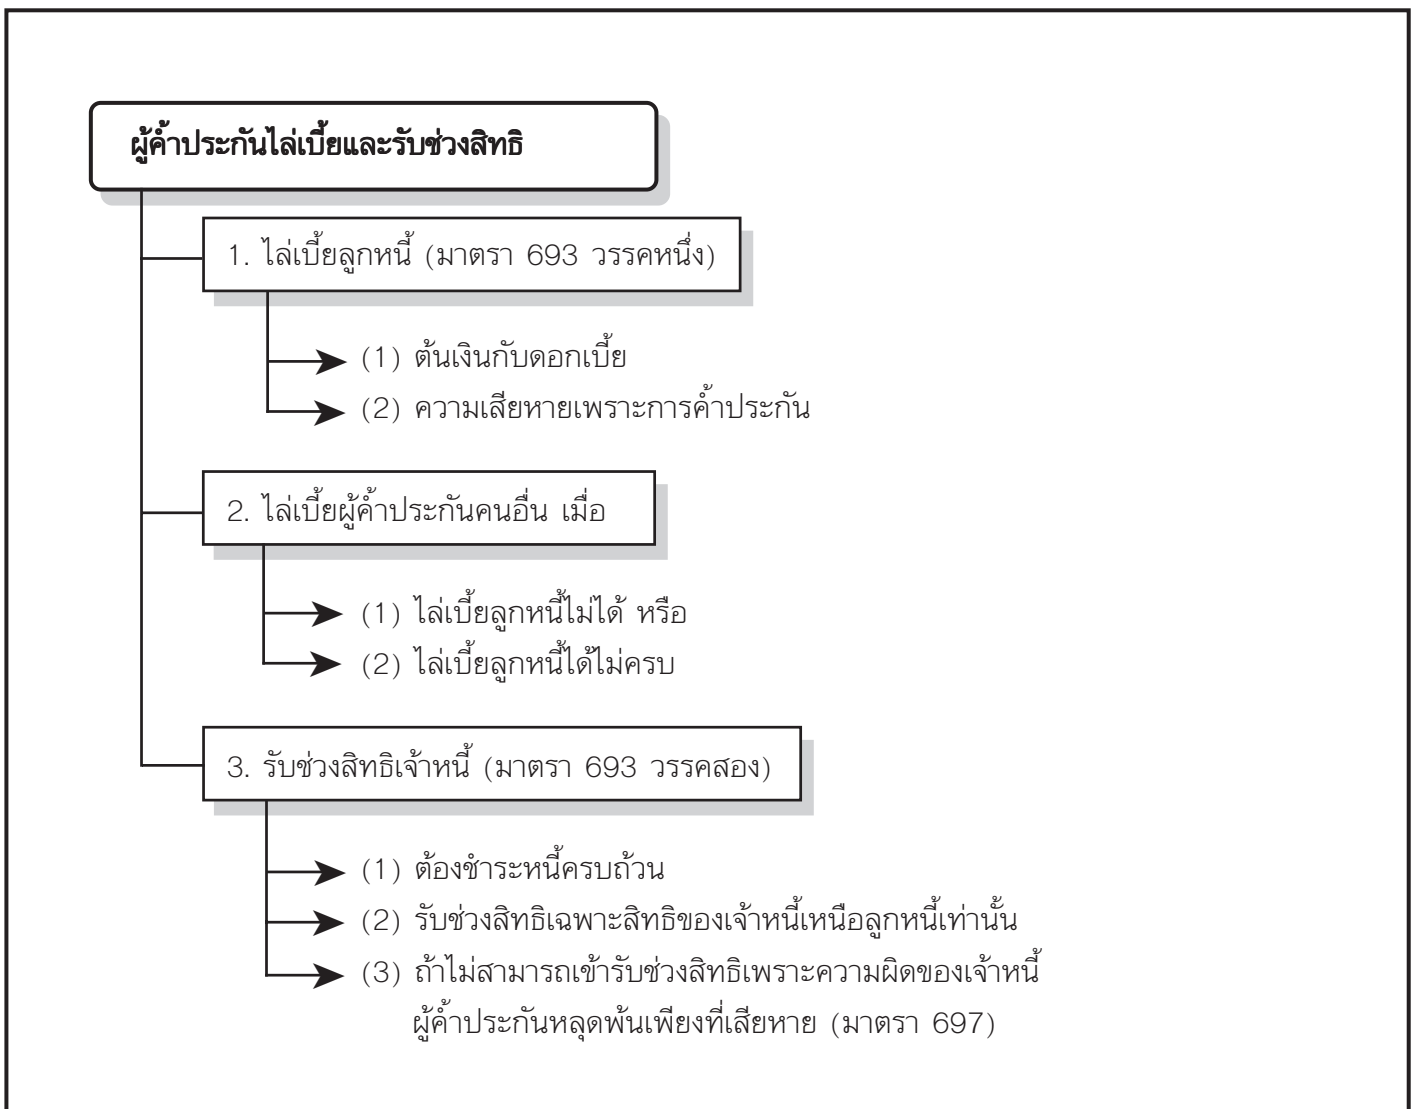 ผู้ค้ำประกันไล่เบี้ยและรับช่วงสิทธิ
1. ไล่เบี้ยลูกหนี้ (มาตรา 693 วรรคหนึ่ง)
(1) ต้นเงินกับดอกเบี้ย
(2) ความเสียหายเพราะการค้ำประกัน
2. ไล่เบี้ยผู้ค้ำประกันคนอื่น เมื่อ
(1) ไล่เบี้ยลูกหนี้ไม่ได้ หรือ
(2) ไล่เบี้ยลูกหนี้ได้ไม่ครบ
3. รับช่วงสิทธิเจ้าหนี้ (มาตรา 693 วรรคสอง)
(1) ต้องชำระหนี้ครบถ้วน
(2) รับช่วงสิทธิเฉพาะสิทธิของเจ้าหนี้เหนือลูกหนี้เท่านั้น
(3) ถ้าไม่สามารถเข้ารับช่วงสิทธิเพราะความผิดของเจ้าหนี้
ผู้ค้ำประกันหลุดพ้นเพียงที่เสียหาย (มาตรา 697)